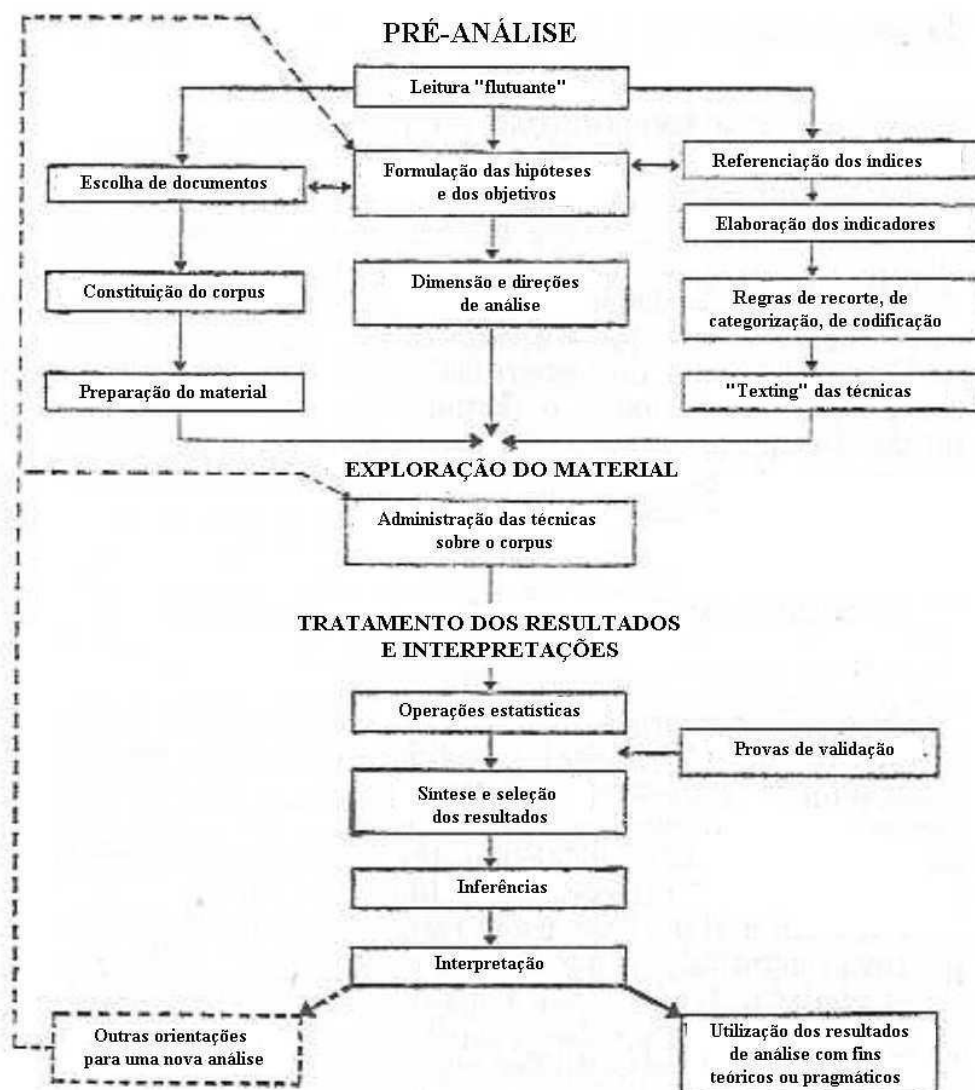 PRÉ-ANÁLISE
Leitura "flutuante"
Escolha de documentos
Formulação das hipóteses
e dos objetivos
Referenciação dos índices
Elaboração dos indicadores
Constituição do corpus
Dimensão e direções
de análise
Regras de recorte, de
categorização, de codificação
Preparação do material
"Texting" das técnicas
EXPLORAÇÃO DO MATERIAL
Administração das técnicas
sobre o corpus
TRATAMENTO DOS RESULTADOS
E INTERPRETAÇÕES
Operações estatísticas
Provas de validação
Síntese e seleção
dos resultados
Inferências
Interpretação
Outras orientações
para uma nova análise
Utilização dos resultados
de análise com fins
teóricos ou pragmáticos